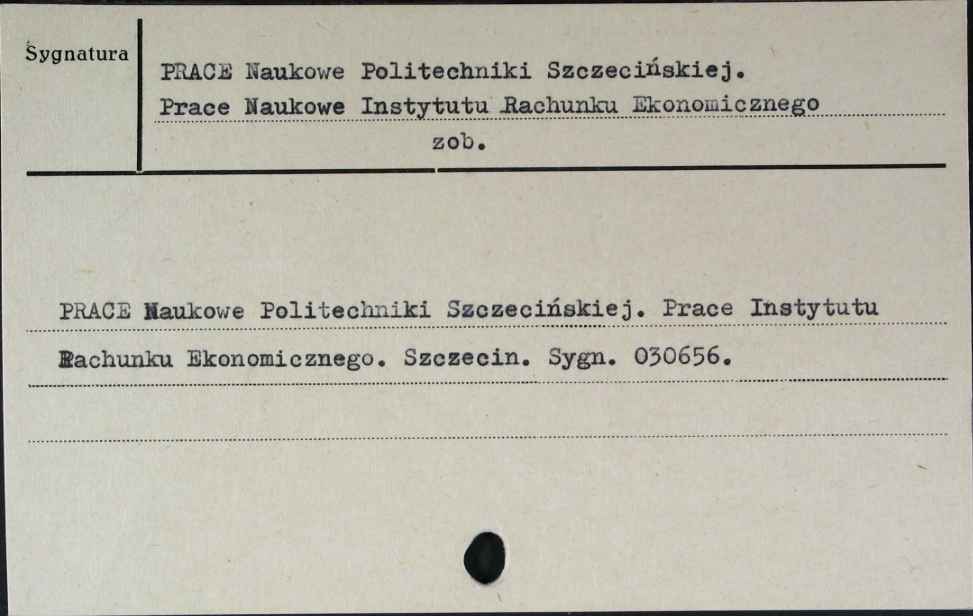 Sygnatura
PRACE Naukowe Politechniki Szczecińskiej.
Prace Naukowe Instytutu Rachunku Ekonomicznego
zob.
PRACE Naukowe Politechniki Szczecińskiej. Prace Instytutu
Rachunku Ekonomicznego. Szczecin. Sygn. 030656.